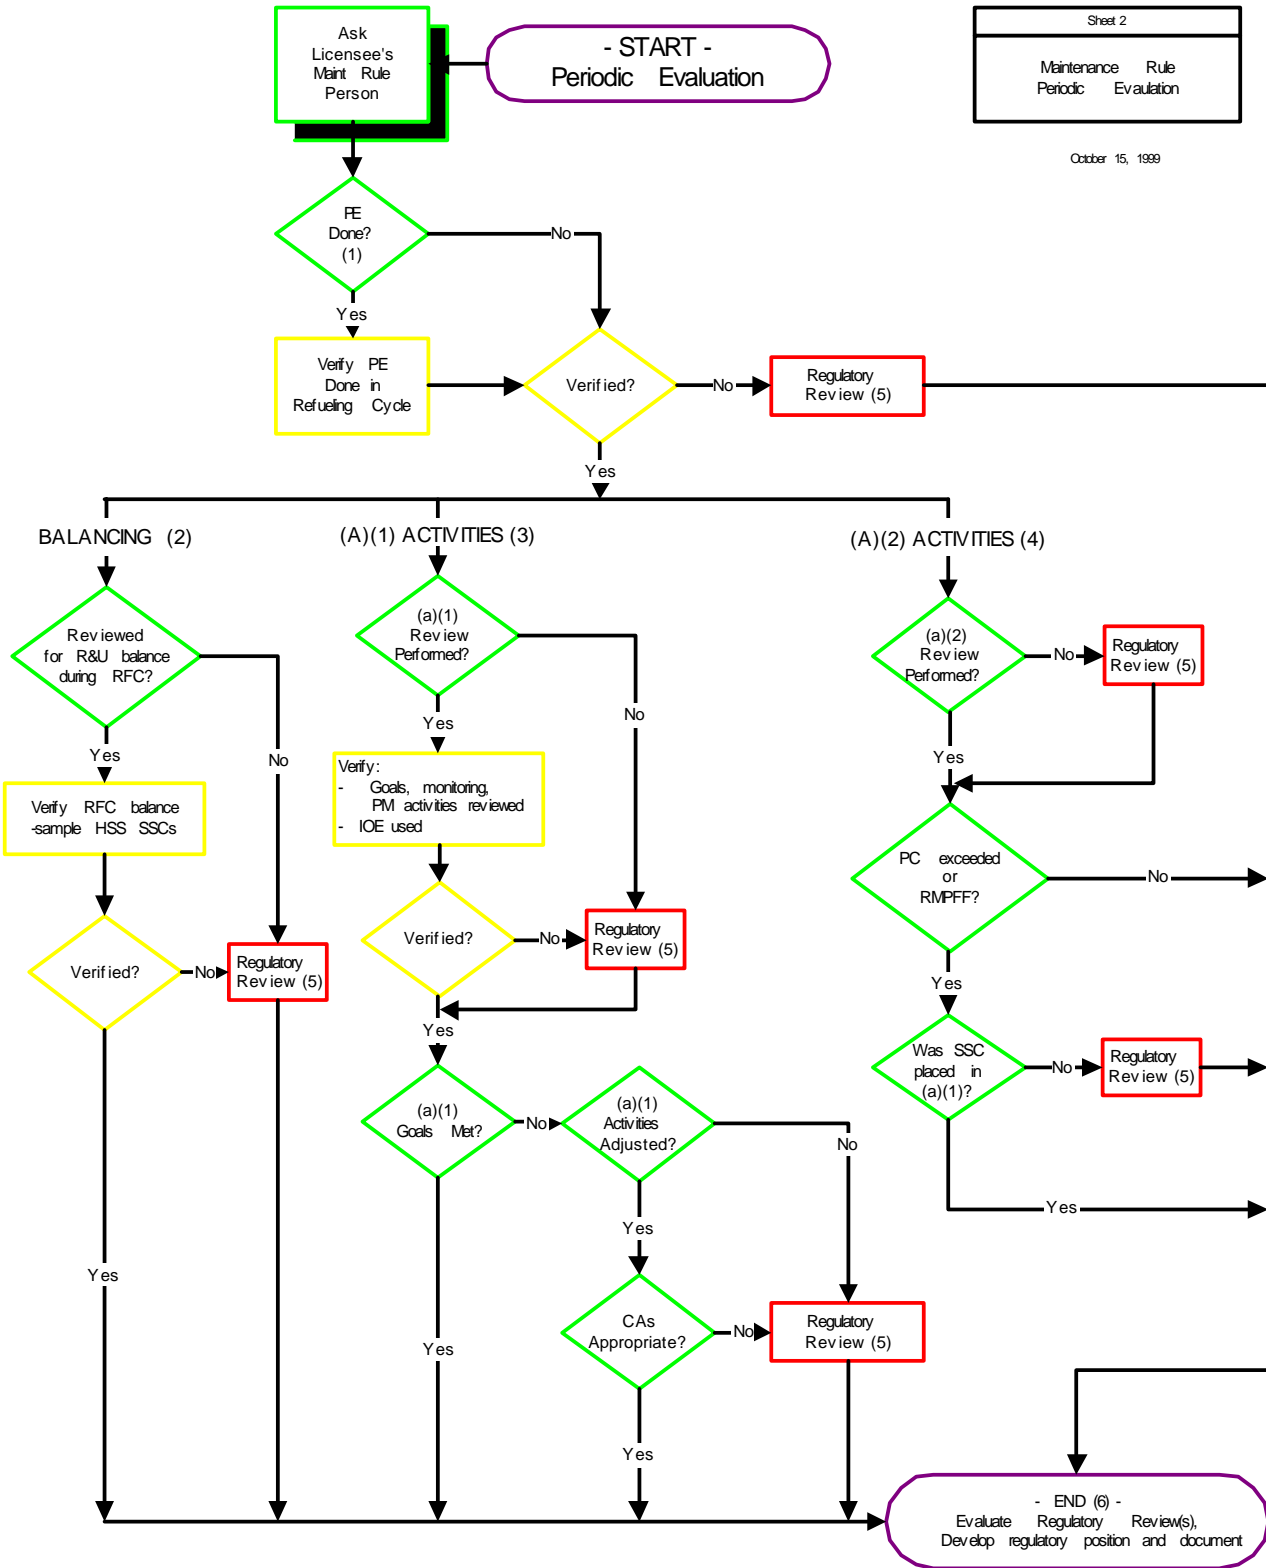 Ask
Licensee's
Maint Rule
Person
- START -
Periodic Evaluation
Sheet 2
Maintenance Rule
Periodic Evaulation
October 15, 1999
PE
Done?
(1)
No
Yes
Verify PE
Done in
Refueling Cycle
Verified?
No
Regulatory
Review (5)
Yes
BALANCING (2)
(A)(1) ACTIVITIES (3)
(A)(2) ACTIVITIES (4)
Reviewed
for R&U balance
during RFC?
Yes
No
Verify RFC balance
-sample HSS SSCs
Verified?
No
Regulatory
Review (5)
Yes
(a)(1)
Review
Performed?
Yes
No
Verify:
- Goals, monitoring,
PM activities reviewed
- IOE used
Verified?
No
Regulatory
Review (5)
Yes
(a)(1)
Goals Met?
No
(a)(1)
Activities
Adjusted?
No
Yes
Yes
CAs
Appropriate?
No
Regulatory
Review (5)
Yes
(a)(2)
Review
Performed?
No
Regulatory
Review (5)
Yes
PC exceeded
or
RMPFF?
No
Yes
Was SSC
placed in
(a)(1)?
No
Regulatory
Review (5)
Yes
- END (6) -
Evaluate Regulatory Review(s),
Develop regulatory position and document